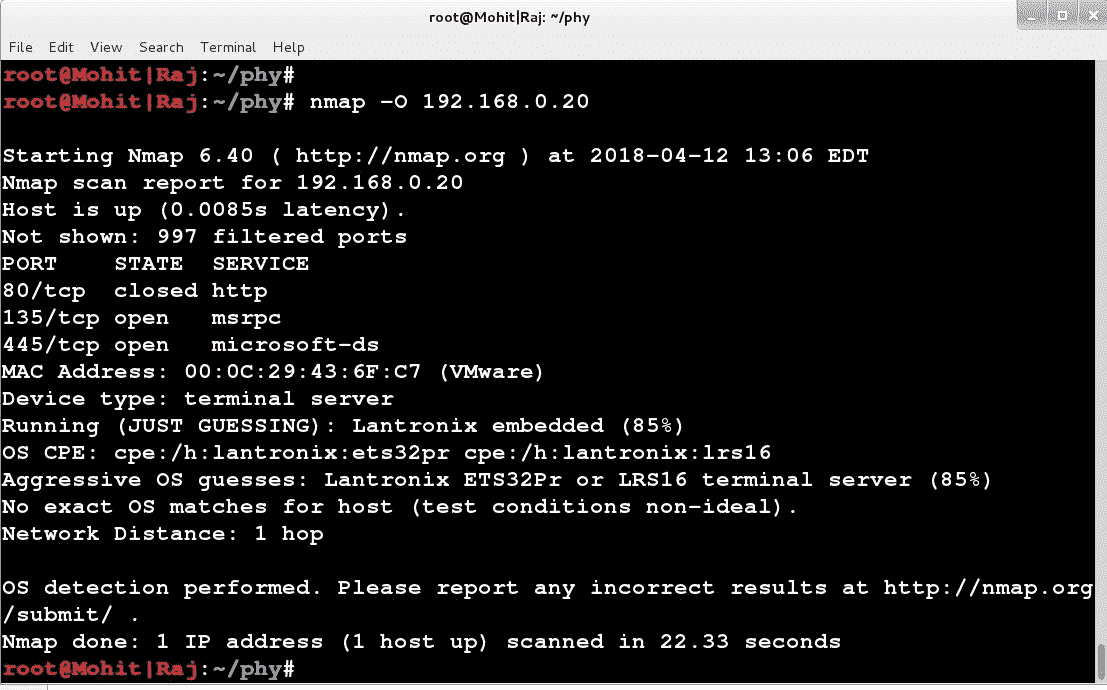 root@Mohit|Raj: ~/phy
File Edit View Search Terminal Help
root@Mohit|Raj:~/phy#
root@Mohit|Raj:~/phy# nmap -O 192.168.0.20
Starting Nmap 6.40 ( http://nmap.org ) at 2018-04-12 13:06 EDT
Nmap scan report for 192.168.0.20
Host is up (0.0085s latency).
Not shown: 997 filtered ports
PORT    STATE  SERVICE
80/tcp  closed http
135/tcp open   msrpc
445/tcp open   microsoft-ds
MAC Address: 00:0C:29:43:6F:C7 (VMware)
Device type: terminal server
Running (JUST GUESSING): Lantronix embedded (85%)
OS CPE: cpe:/h:lantronix:ets32pr cpe:/h:lantronix:lrs16
Aggressive OS guesses: Lantronix ETS32Pr or LRS16 terminal server (85%)
No exact OS matches for host (test conditions non-ideal).
Network Distance: 1 hop
OS detection performed. Please report any incorrect results at http://nmap.org
/submit/ .
Nmap done: 1 IP address (1 host up) scanned in 22.33 seconds
root@Mohit|Raj:~/phy#